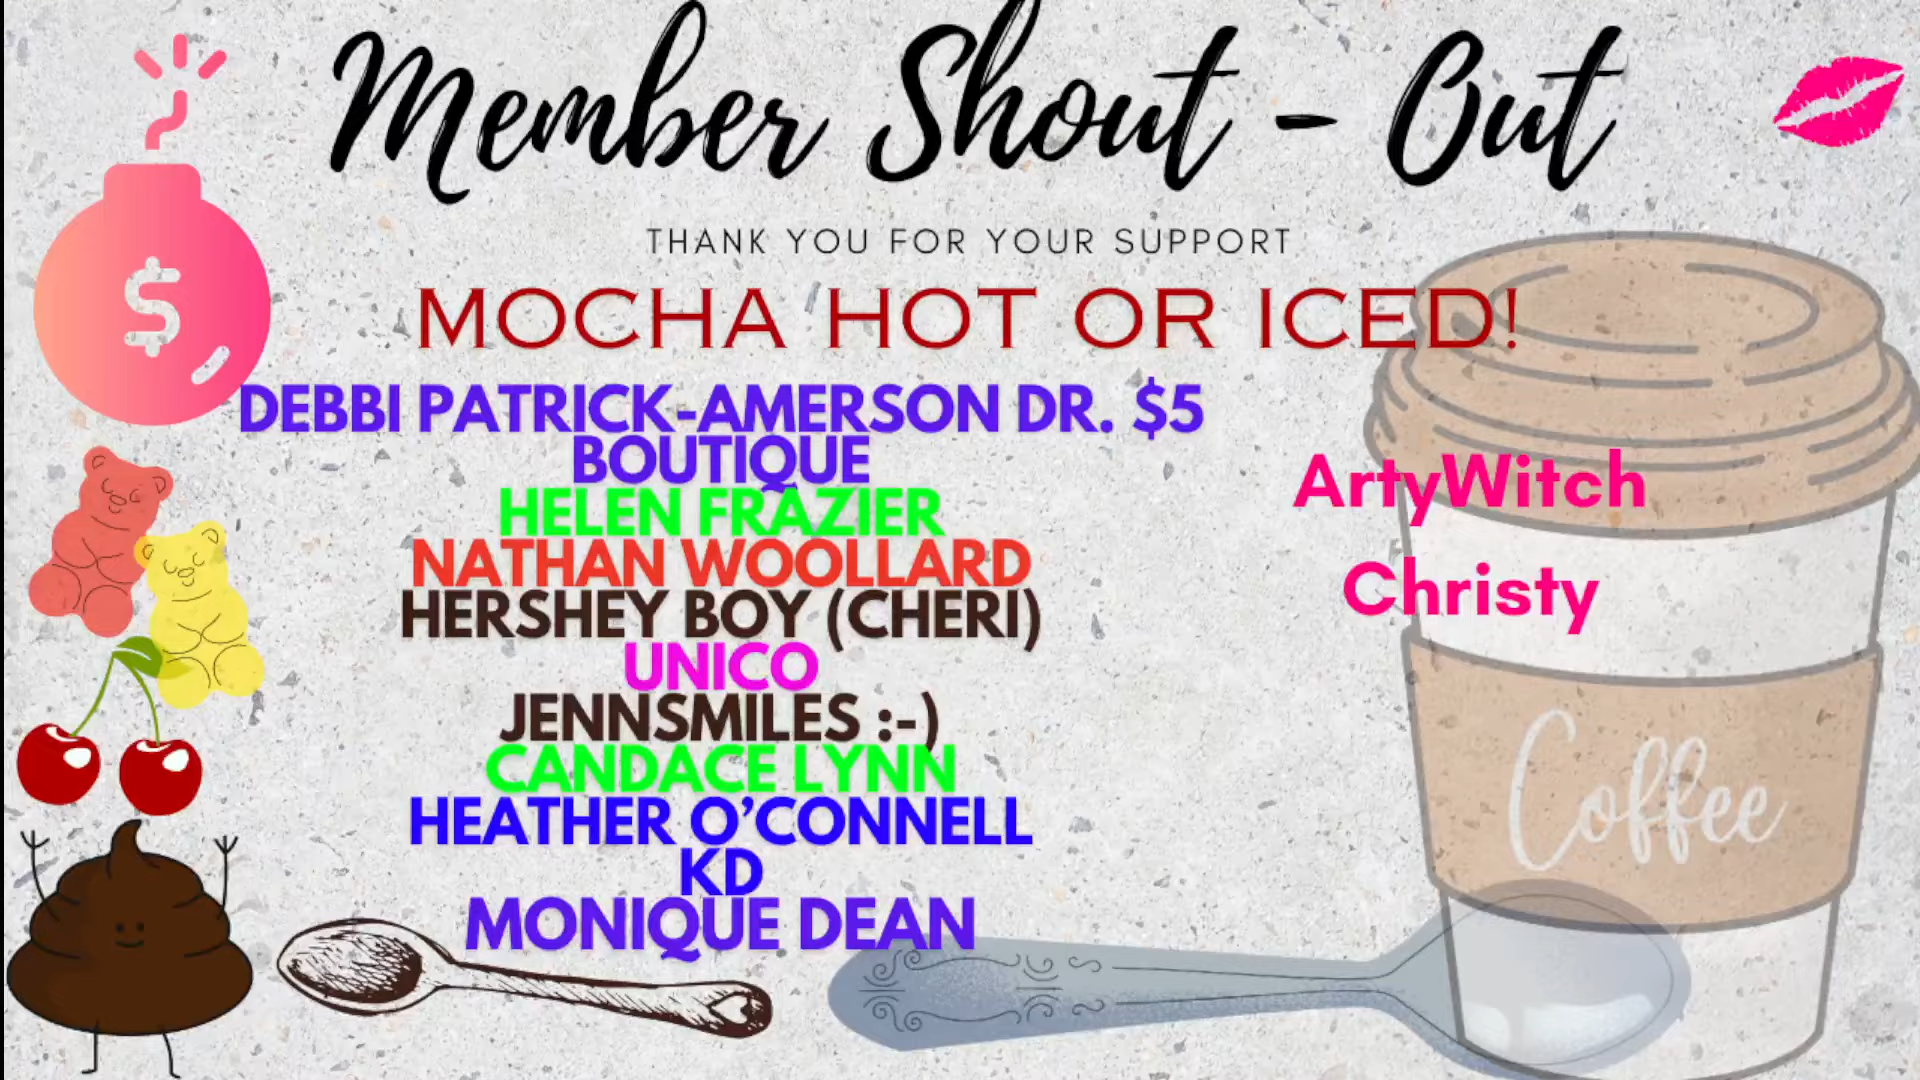 Member Shout - Out
THANK YOU FOR YOUR SUPPORT
MOCHA HOT OR ICED!
$
DEBBI PATRICK-AMERSON DR. $5
BOUTIQUE
HELEN FRAZIER
NATHAN WOOLLARD
HERSHEY BOY (CHERI)
UNICO
JENNSMILES :-)
CANDACE LYNN
HEATHER O’CONNELL
KD
MONIQUE DEAN
ArtyWitch
Christy
Coffee